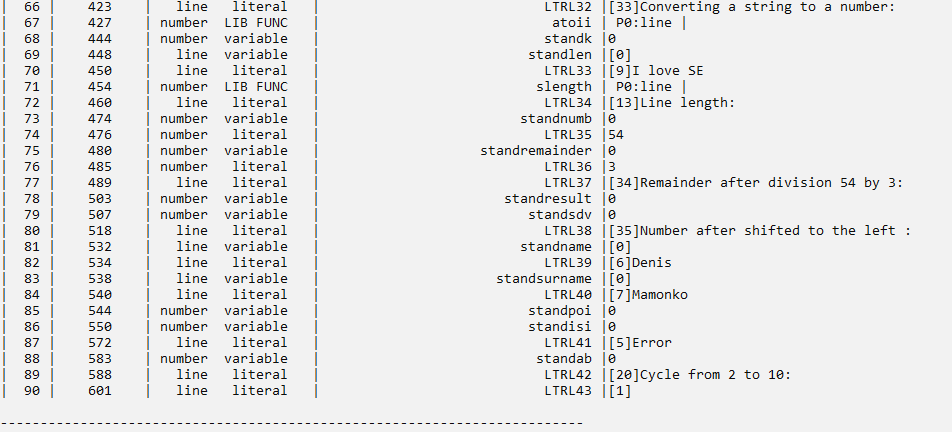 | 66 | 423 | line literal | LTRL32 |[33]Converting a string to a number:
| 67 | 427 | number LIB FUNC | atoii | P0:line |
| 68 | 444 | number variable | standk |0
| 69 | 448 | line variable | standlen |[0]
| 70 | 450 | line literal | LTRL33 |[9]I love SE
| 71 | 454 | number LIB FUNC | slength | P0:line |
| 72 | 460 | line literal | LTRL34 |[13]Line length:
| 73 | 474 | number variable | standnumb |0
| 74 | 476 | number literal | LTRL35 |54
| 75 | 480 | number variable | standremainder |0
| 76 | 485 | number literal | LTRL36 |3
| 77 | 489 | line literal | LTRL37 |[34]Remainder after division 54 by 3:
| 78 | 503 | number variable | standresult |0
| 79 | 507 | number variable | standsdv |0
| 80 | 518 | line literal | LTRL38 |[35]Number after shifted to the left :
| 81 | 532 | line variable | standname |[0]
| 82 | 534 | line literal | LTRL39 |[6]Denis
| 83 | 538 | line variable | standsurname |[0]
| 84 | 540 | line literal | LTRL40 |[7]Mamonko
| 85 | 544 | number variable | standpoi |0
| 86 | 550 | number variable | standisi |0
| 87 | 572 | line literal | LTRL41 |[5]Error
| 88 | 583 | number variable | standab |0
| 89 | 588 | line literal | LTRL42 |[20]Cycle from 2 to 10:
| 90 | 601 | line literal | LTRL43 |[1]
-------------------------------------------------------------------------